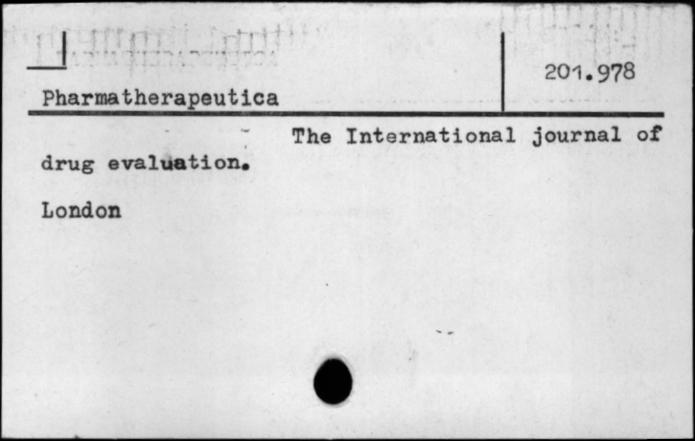 201.978
Pharmatherapeutica
The International journal of
drug evaluation.
London